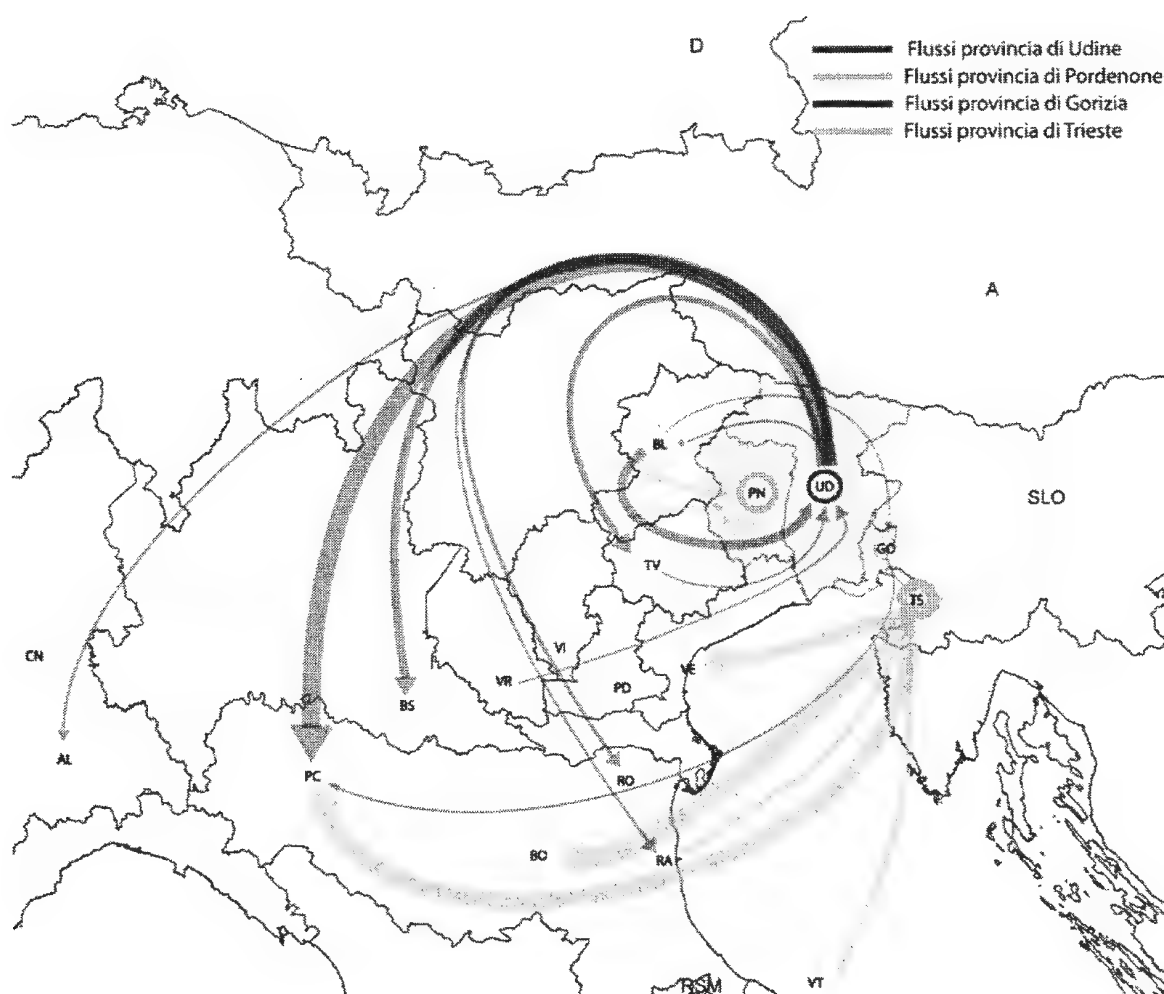 D
Flussi provincia di Udine
Flussi provincia di Pordenone
Flussi provincia di Gorizia
Flussi provincia di Trieste
A
BL
PN
UD
SLO
GO
TV
TS
CN
VI
VE
VR
PD
BS
AL
PC
RO
BO
RA
RSM
VT